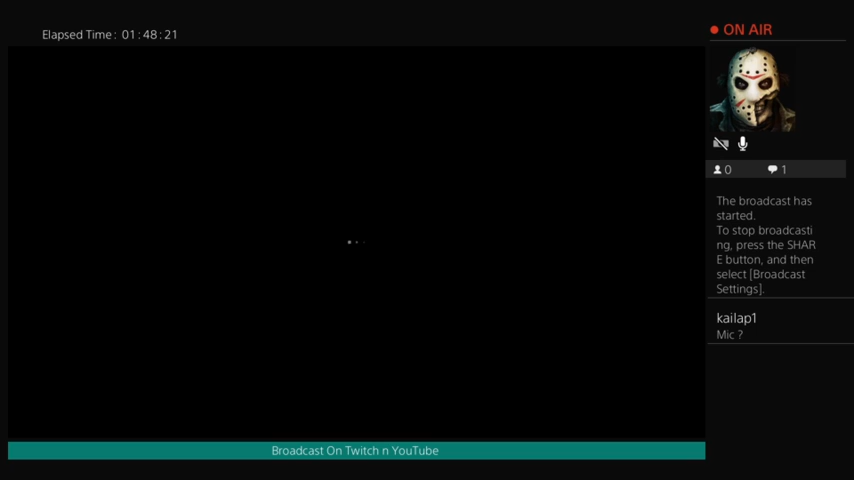 Elapsed Time: 01:48:21
ON AIR
0 1
The broadcast has
started.
To stop broadcasti
ng, press the SHAR
E button, and then
select [Broadcast
Settings].
kailap1
Mic ?
Broadcast On Twitch n YouTube